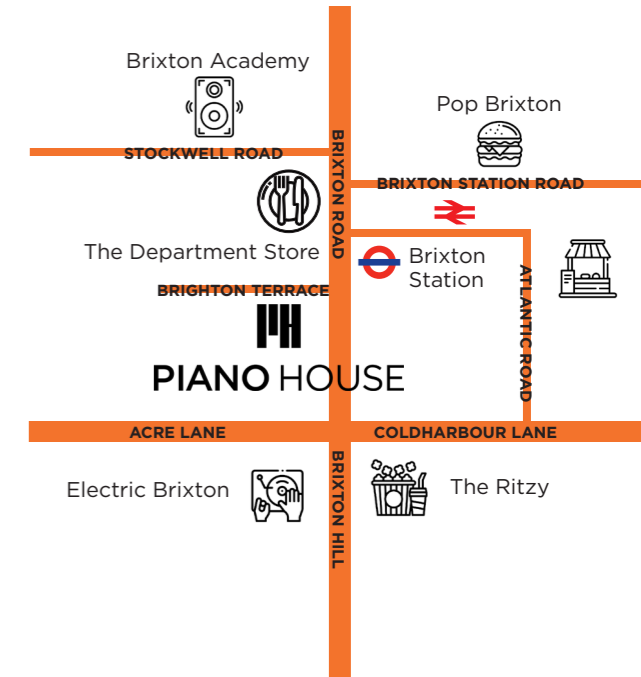 Brixton Academy
Pop Brixton
STOCKWELL ROAD
BRIXTON ROAD
BRIXTON STATION ROAD
The Department Store
Brixton
Station
BRIGHTON TERRACE
ATLANTIC ROAD
PIANO HOUSE
ACRE LANE
COLDHARBOUR LANE
Electric Brixton
BRIXTON HILL
The Ritzy